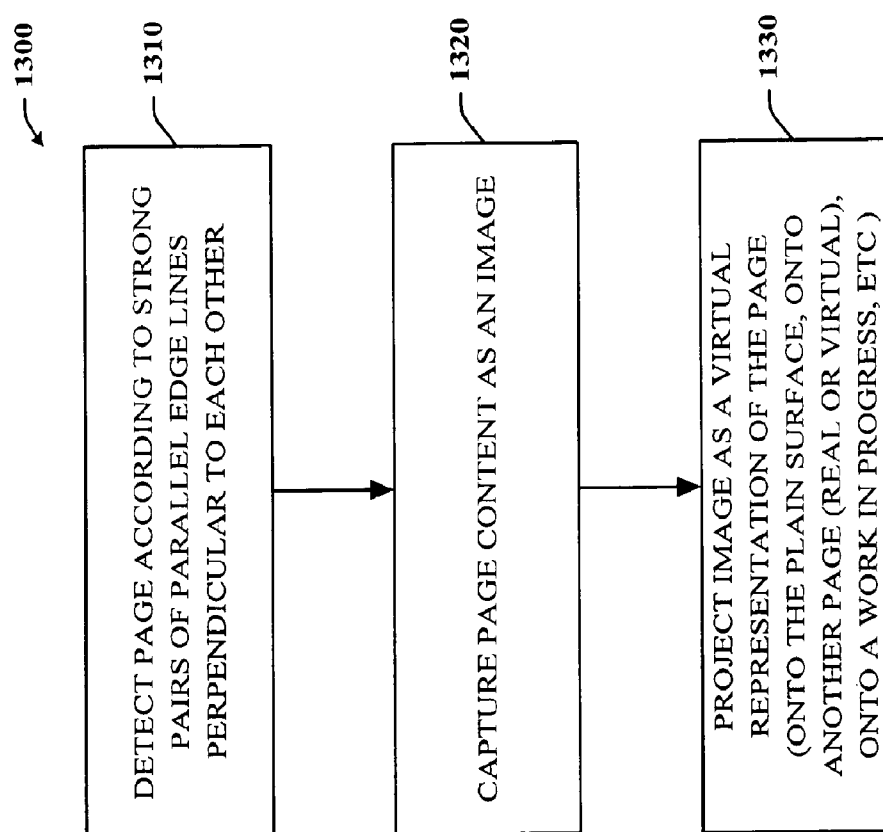 1300
1310
DETECT PAGE ACCORDING TO STRONG
PAIRS OF PARALLEL EDGE LINES
PERPENDICULAR TO EACH OTHER
1320
CAPTURE PAGE CONTENT AS AN IMAGE
1330
PROJECT IMAGE AS A VIRTUAL
REPRESENTATION OF THE PAGE
(ONTO THE PLAIN SURFACE, ONTO
ANOTHER PAGE (REAL OR VIRTUAL),
ONTO A WORK IN PROGRESS, ETC )